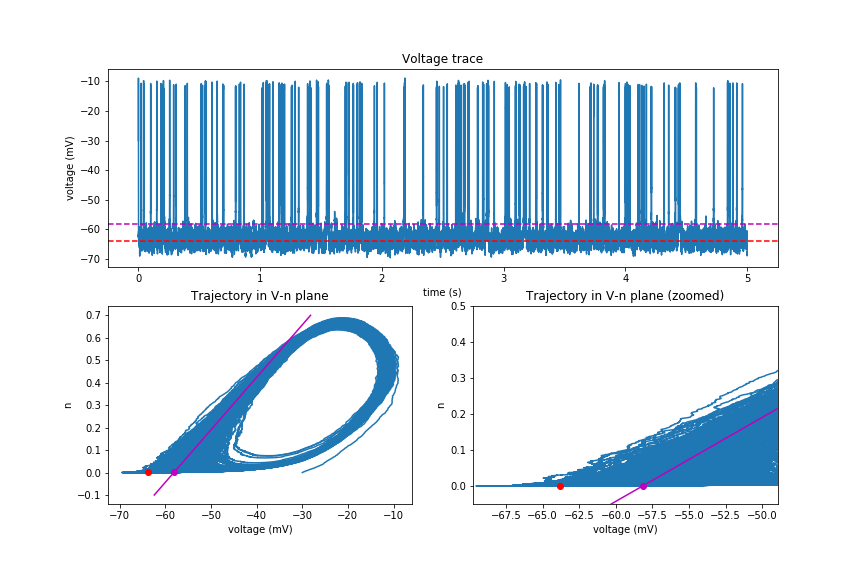 Voltage trace
voltage (mV)
−10
−20
−30
−40
−50
−60
−70
0 1 2 3 4 5
time (s)
Trajectory in V-n plane
n
0.7
0.6
0.5
0.4
0.3
0.2
0.1
0.0
−0.1
−70 −60 −50 −40 −30 −20 −10
voltage (mV)
Trajectory in V-n plane (zoomed)
n
0.5
0.4
0.3
0.2
0.1
0.0
−67.5 −65.0 −62.5 −60.0 −57.5 −55.0 −52.5 −50.0
voltage (mV)